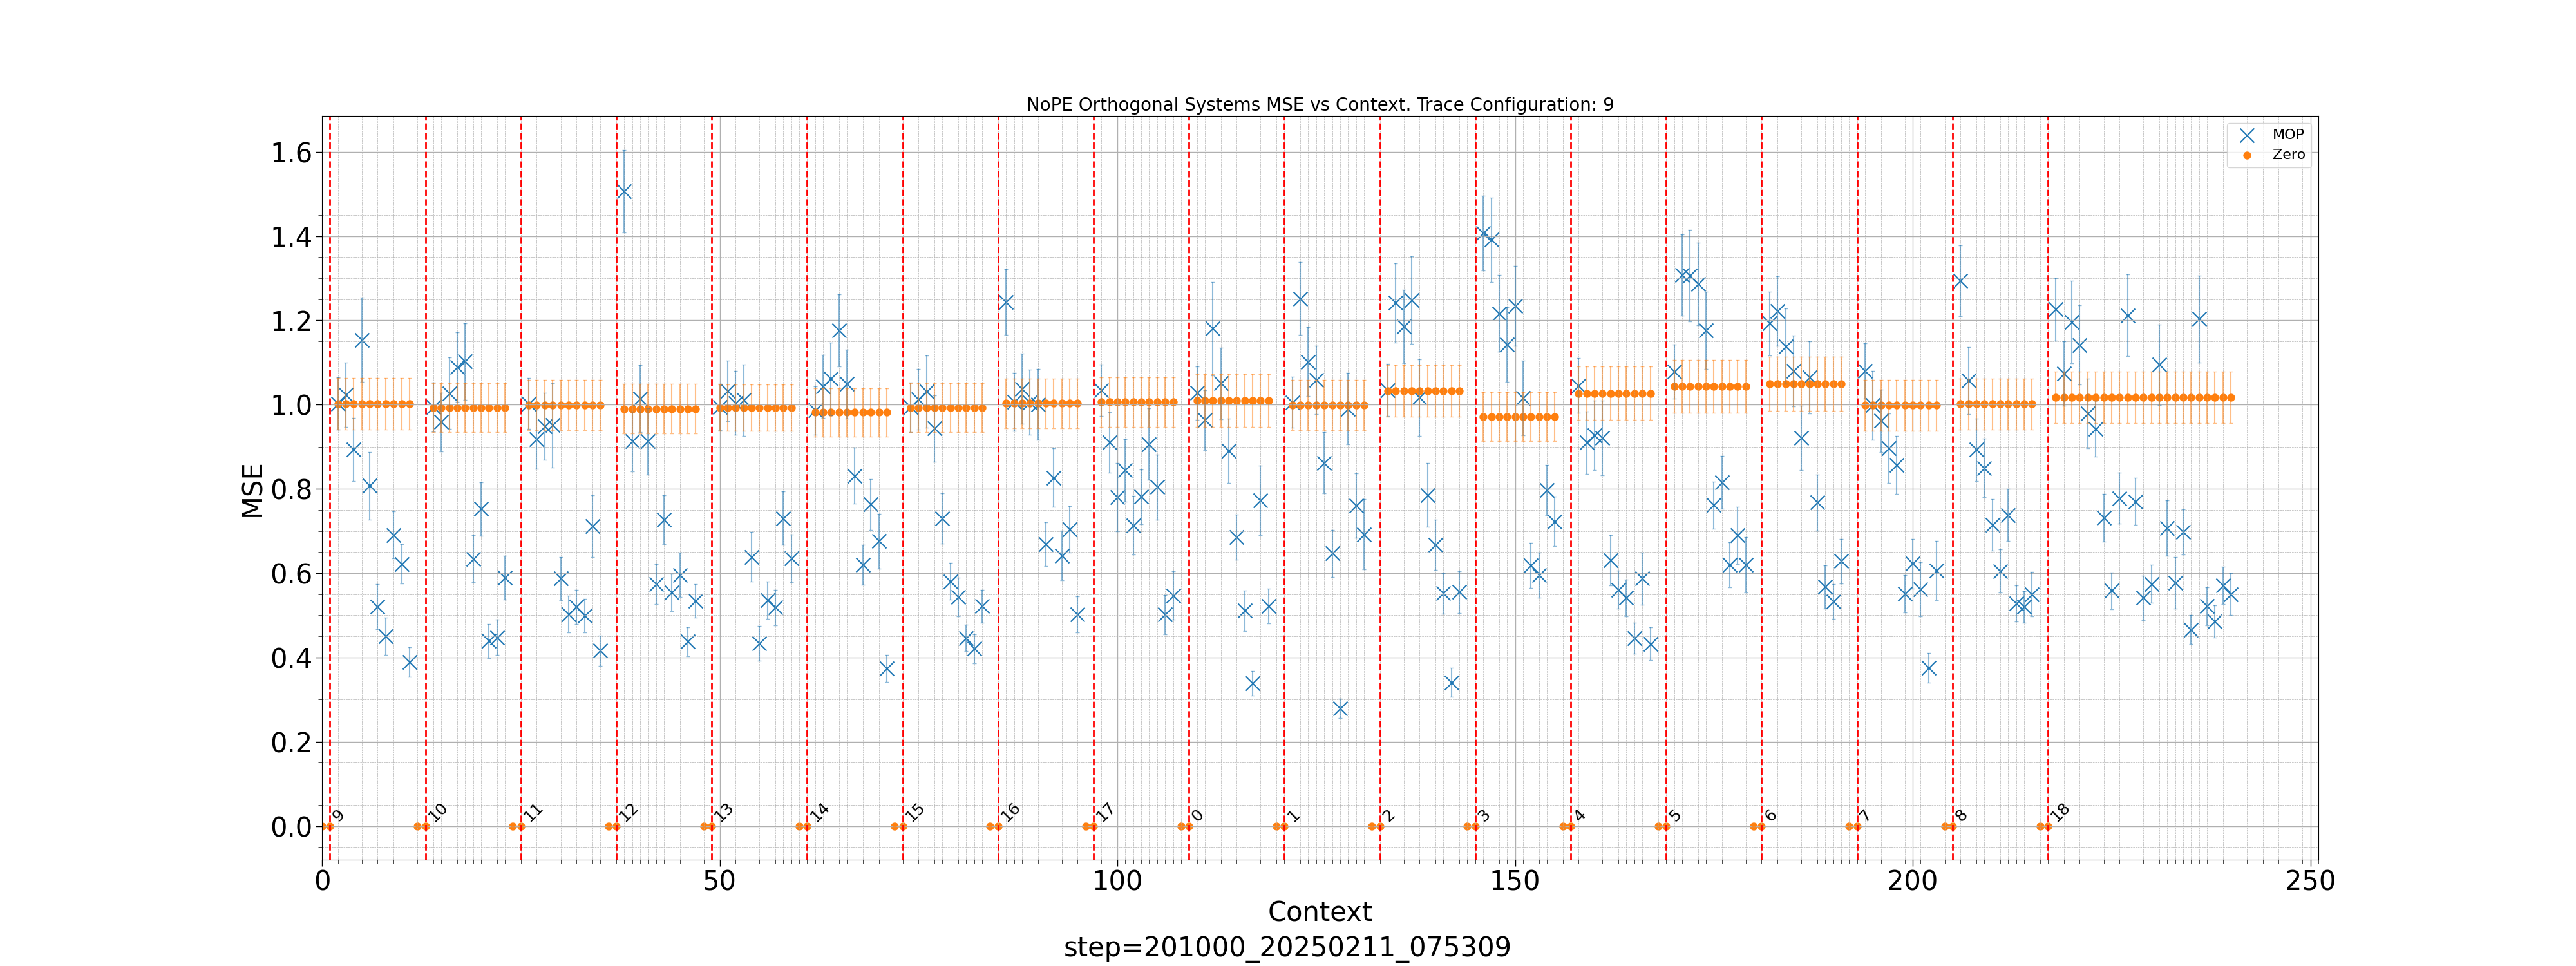 NoPE Orthogonal Systems MSE vs Context. Trace Configuration: 9
MOP
Zero
1.6
1.4
1.2
1.0
0.8
0.6
0.4
0.2
0.0
MSE
9 10 11 12 13 14 15 16 17 0 1 2 3 4 5 6 7 8 18
0 50 100 150 200 250
Context
step=201000_20250211_075309